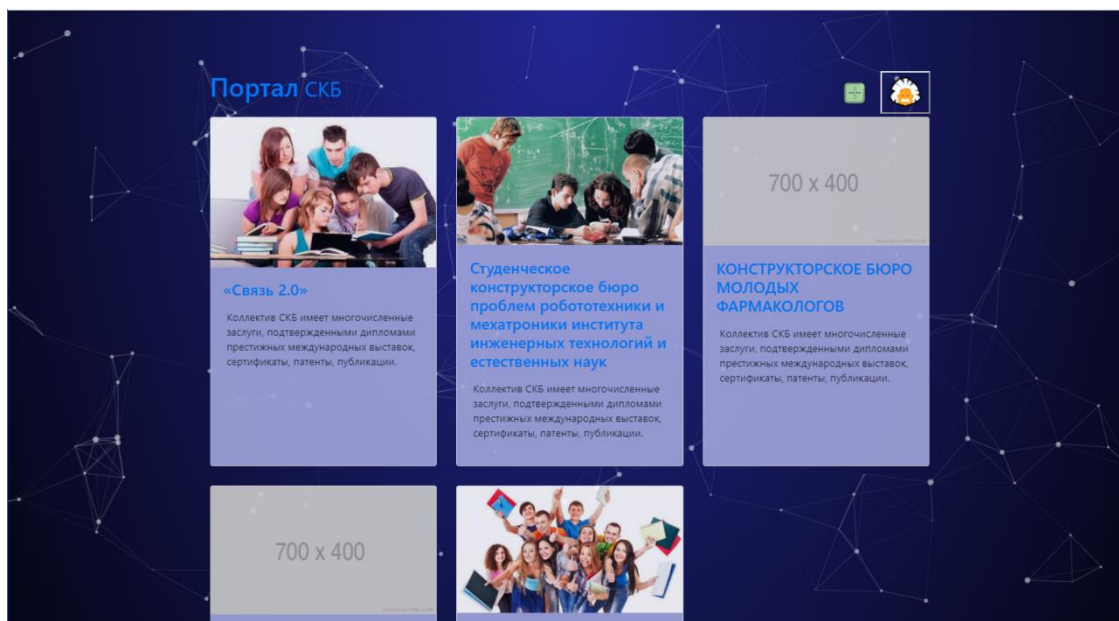 Портал СКБ
«Связь 2.0»
Коллектив СКБ имеет многочисленные
заслуги, подтвержденными дипломами
престижных международных выставок,
сертификаты, патенты, публикации.
Студенческое
конструкторское бюро
проблем робототехники и
мехатроники института
инженерных технологий и
естественных наук
Коллектив СКБ имеет многочисленные
заслуги, подтвержденными дипломами
престижных международных выставок,
сертификаты, патенты, публикации.
700 x 400
КОНСТРУКТОРСКОЕ БЮРО
МОЛОДЫХ
ФАРМАКОЛОГОВ
Коллектив СКБ имеет многочисленные
заслуги, подтвержденными дипломами
престижных международных выставок,
сертификаты, патенты, публикации.
700 x 400